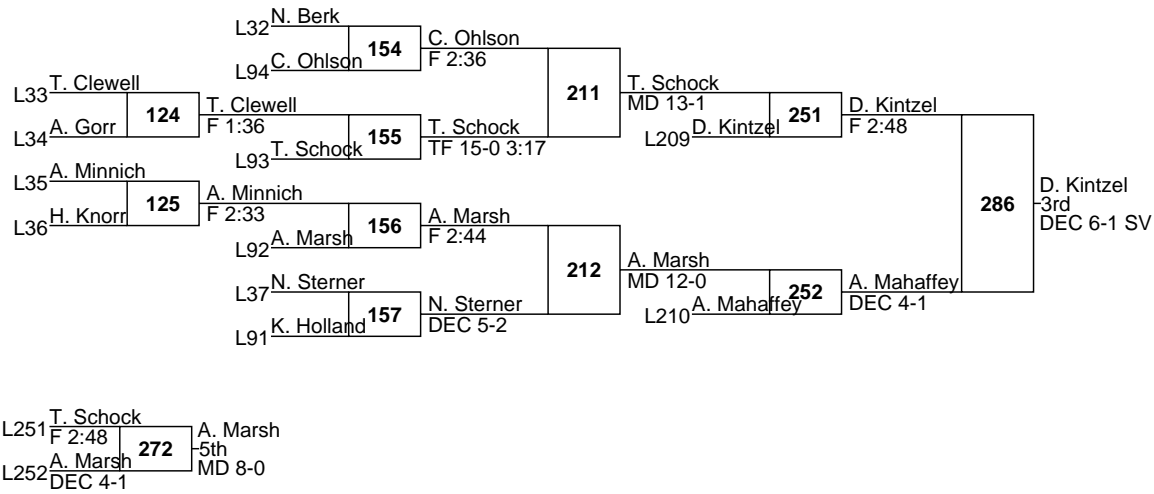 N. Berk
L32
154
C. Ohlson
F 2:36
C. Ohlson
L94
T. Clewell
L33
124
T. Clewell
F 1:36
A. Gorr
L34
155
T. Schock
TF 15-0 3:17
T. Schock
L93
211
T. Schock
MD 13-1
251
D. Kintzel
F 2:48
D. Kintzel
L209
A. Minnich
L35
125
A. Minnich
F 2:33
H. Knorr
L36
156
A. Marsh
F 2:44
A. Marsh
L92
N. Sterner
L37
157
N. Sterner
DEC 5-2
K. Holland
L91
212
A. Marsh
MD 12-0
252
A. Mahaffey
DEC 4-1
A. Mahaffey
L210
286
D. Kintzel
3rd
DEC 6-1 SV
T. Schock
L251
F 2:48
272
A. Marsh
5th
MD 8-0
A. Marsh
L252
DEC 4-1